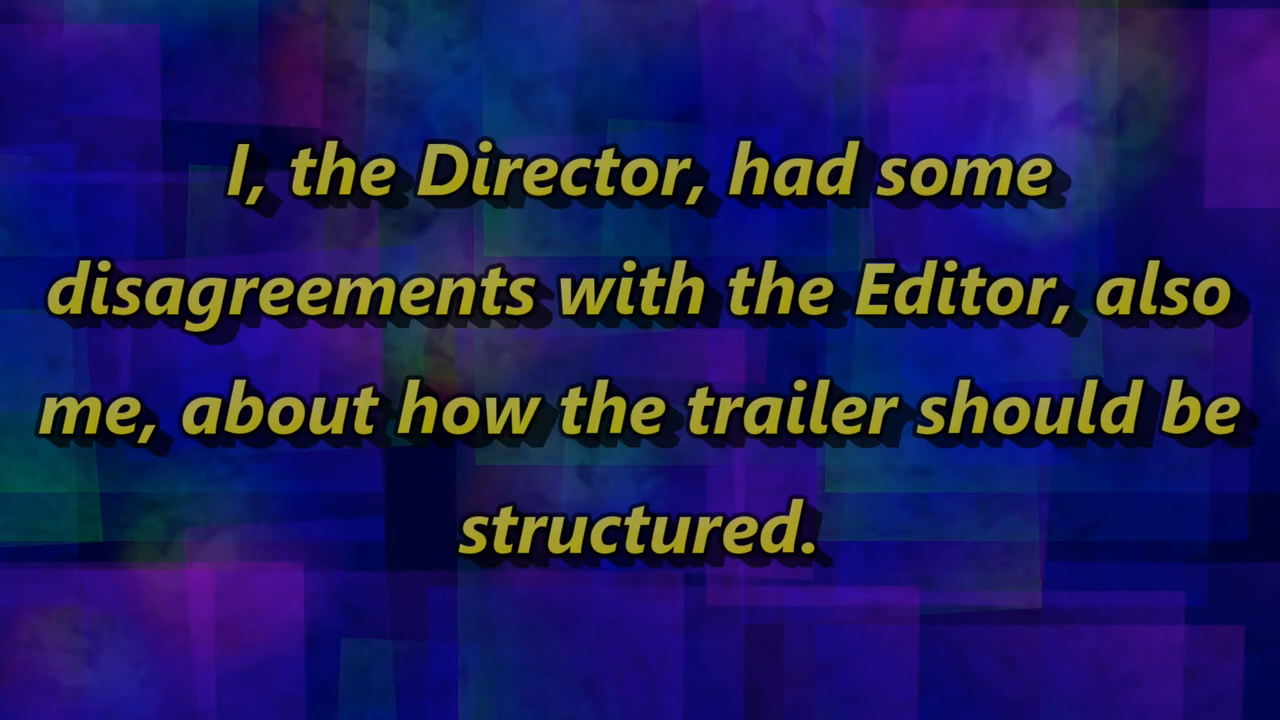 I, the Director, had some
disagreements with the Editor, also
me, about how the trailer should be
structured.